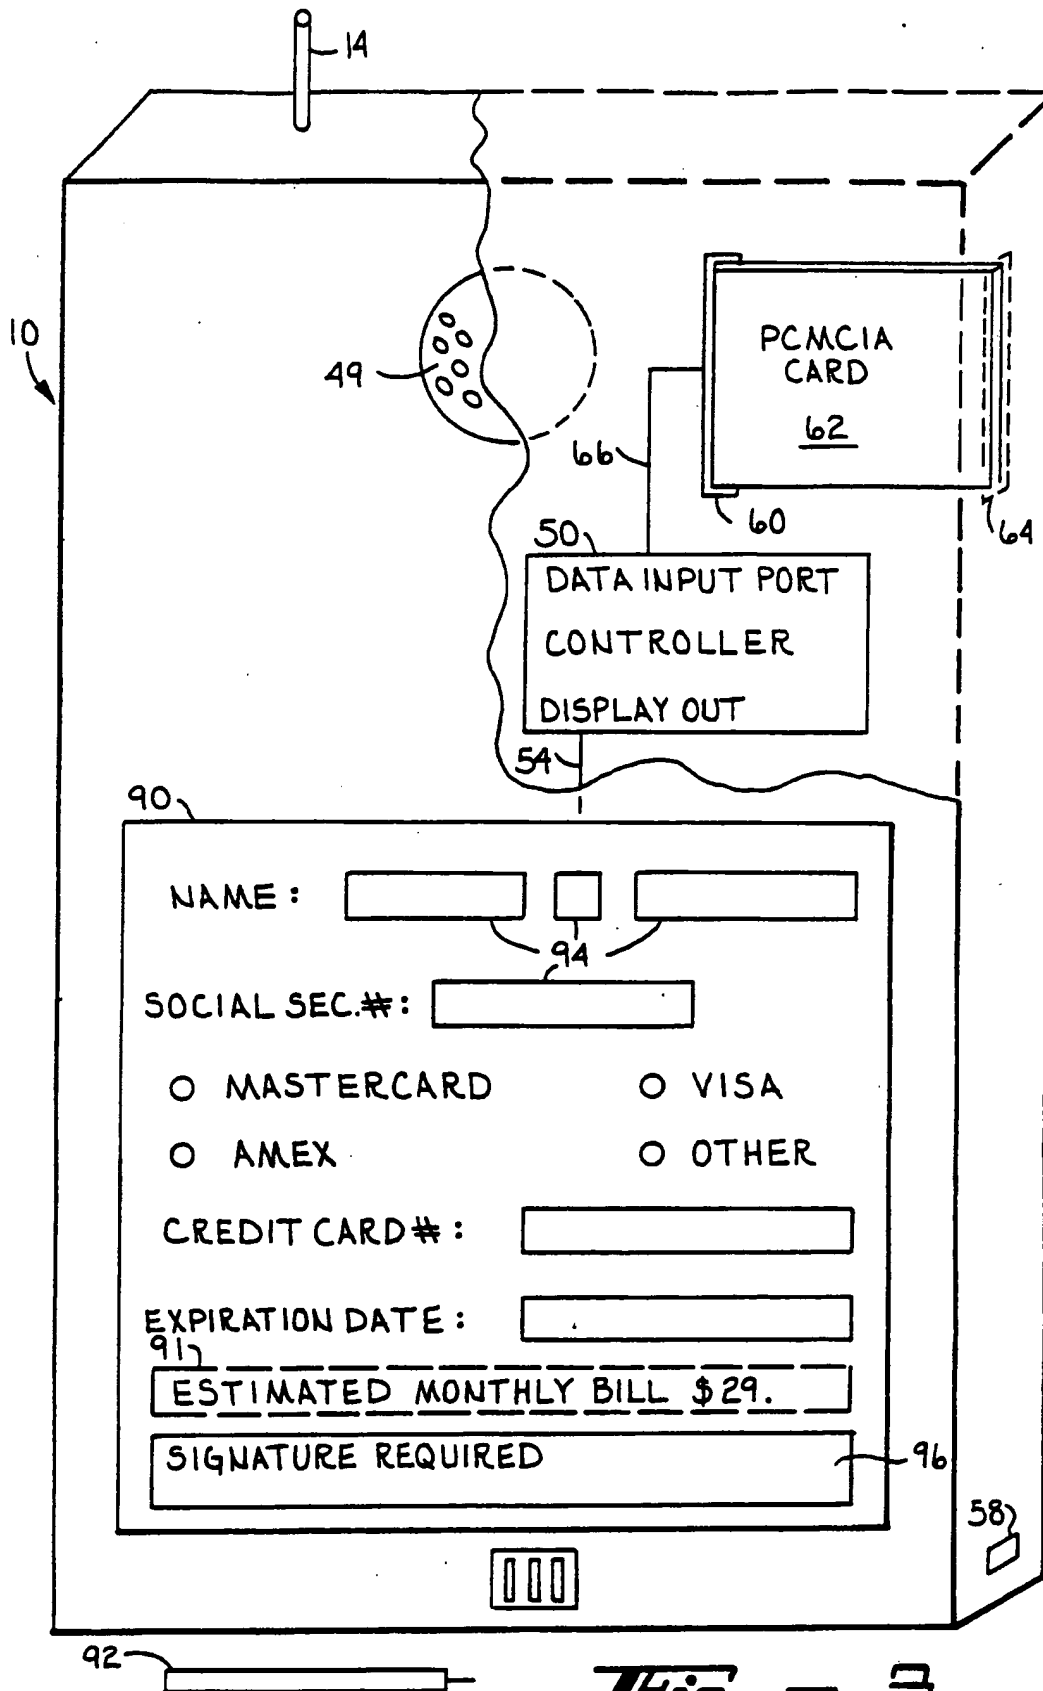 14
10
49
PCMCIA
CARD
62
66
60
64
50
DATA INPUT PORT
CONTROLLER
DISPLAY OUT
54
90
NAME:
94
SOCIAL SEC.#:
MASTERCARD
VISA
AMEX
OTHER
CREDIT CARD#:
EXPIRATION DATE:
91
ESTIMATED MONTHLY BILL $29.
SIGNATURE REQUIRED
96
58
92